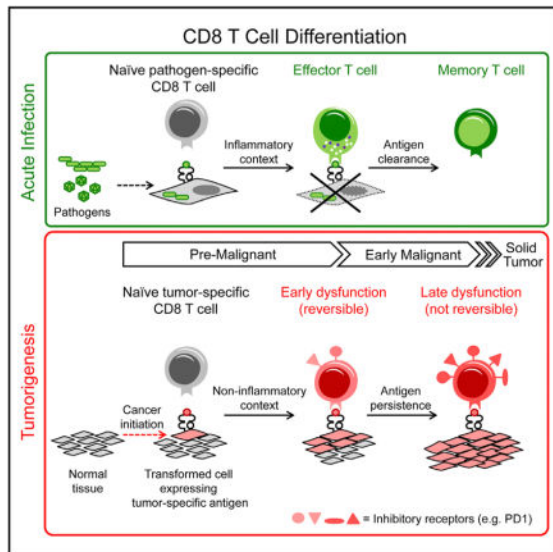 CD8 T Cell Differentiation
Acute Infection
Naïve pathogen-specific
CD8 T cell
Effector T cell
Memory T cell
Inflammatory
context
Antigen
clearance
Pathogens
Tumorigenesis
Pre-Malignant
Early Malignant
Solid
Tumor
Naïve tumor-specific
CD8 T cell
Early dysfunction
(reversible)
Late dysfunction
(not reversible)
Cancer
initiation
Non-inflammatory
context
Antigen
persistence
Normal
tissue
Transformed cell
expressing
tumor-specific antigen
= Inhibitory receptors (e.g. PD1)